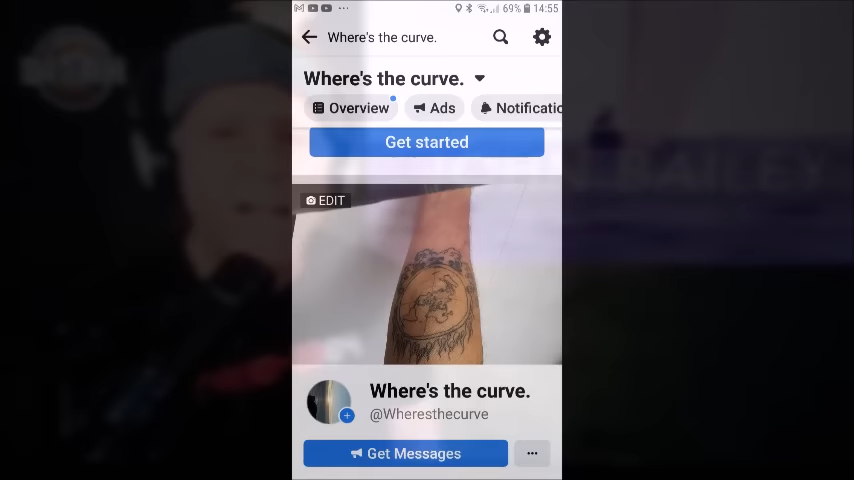 69% 14:55
Where's the curve.
Where's the curve.
Overview Ads Notificatio
Get started
EDIT
BAILEY
Where's the curve.
@Wheresthecurve
Get Messages